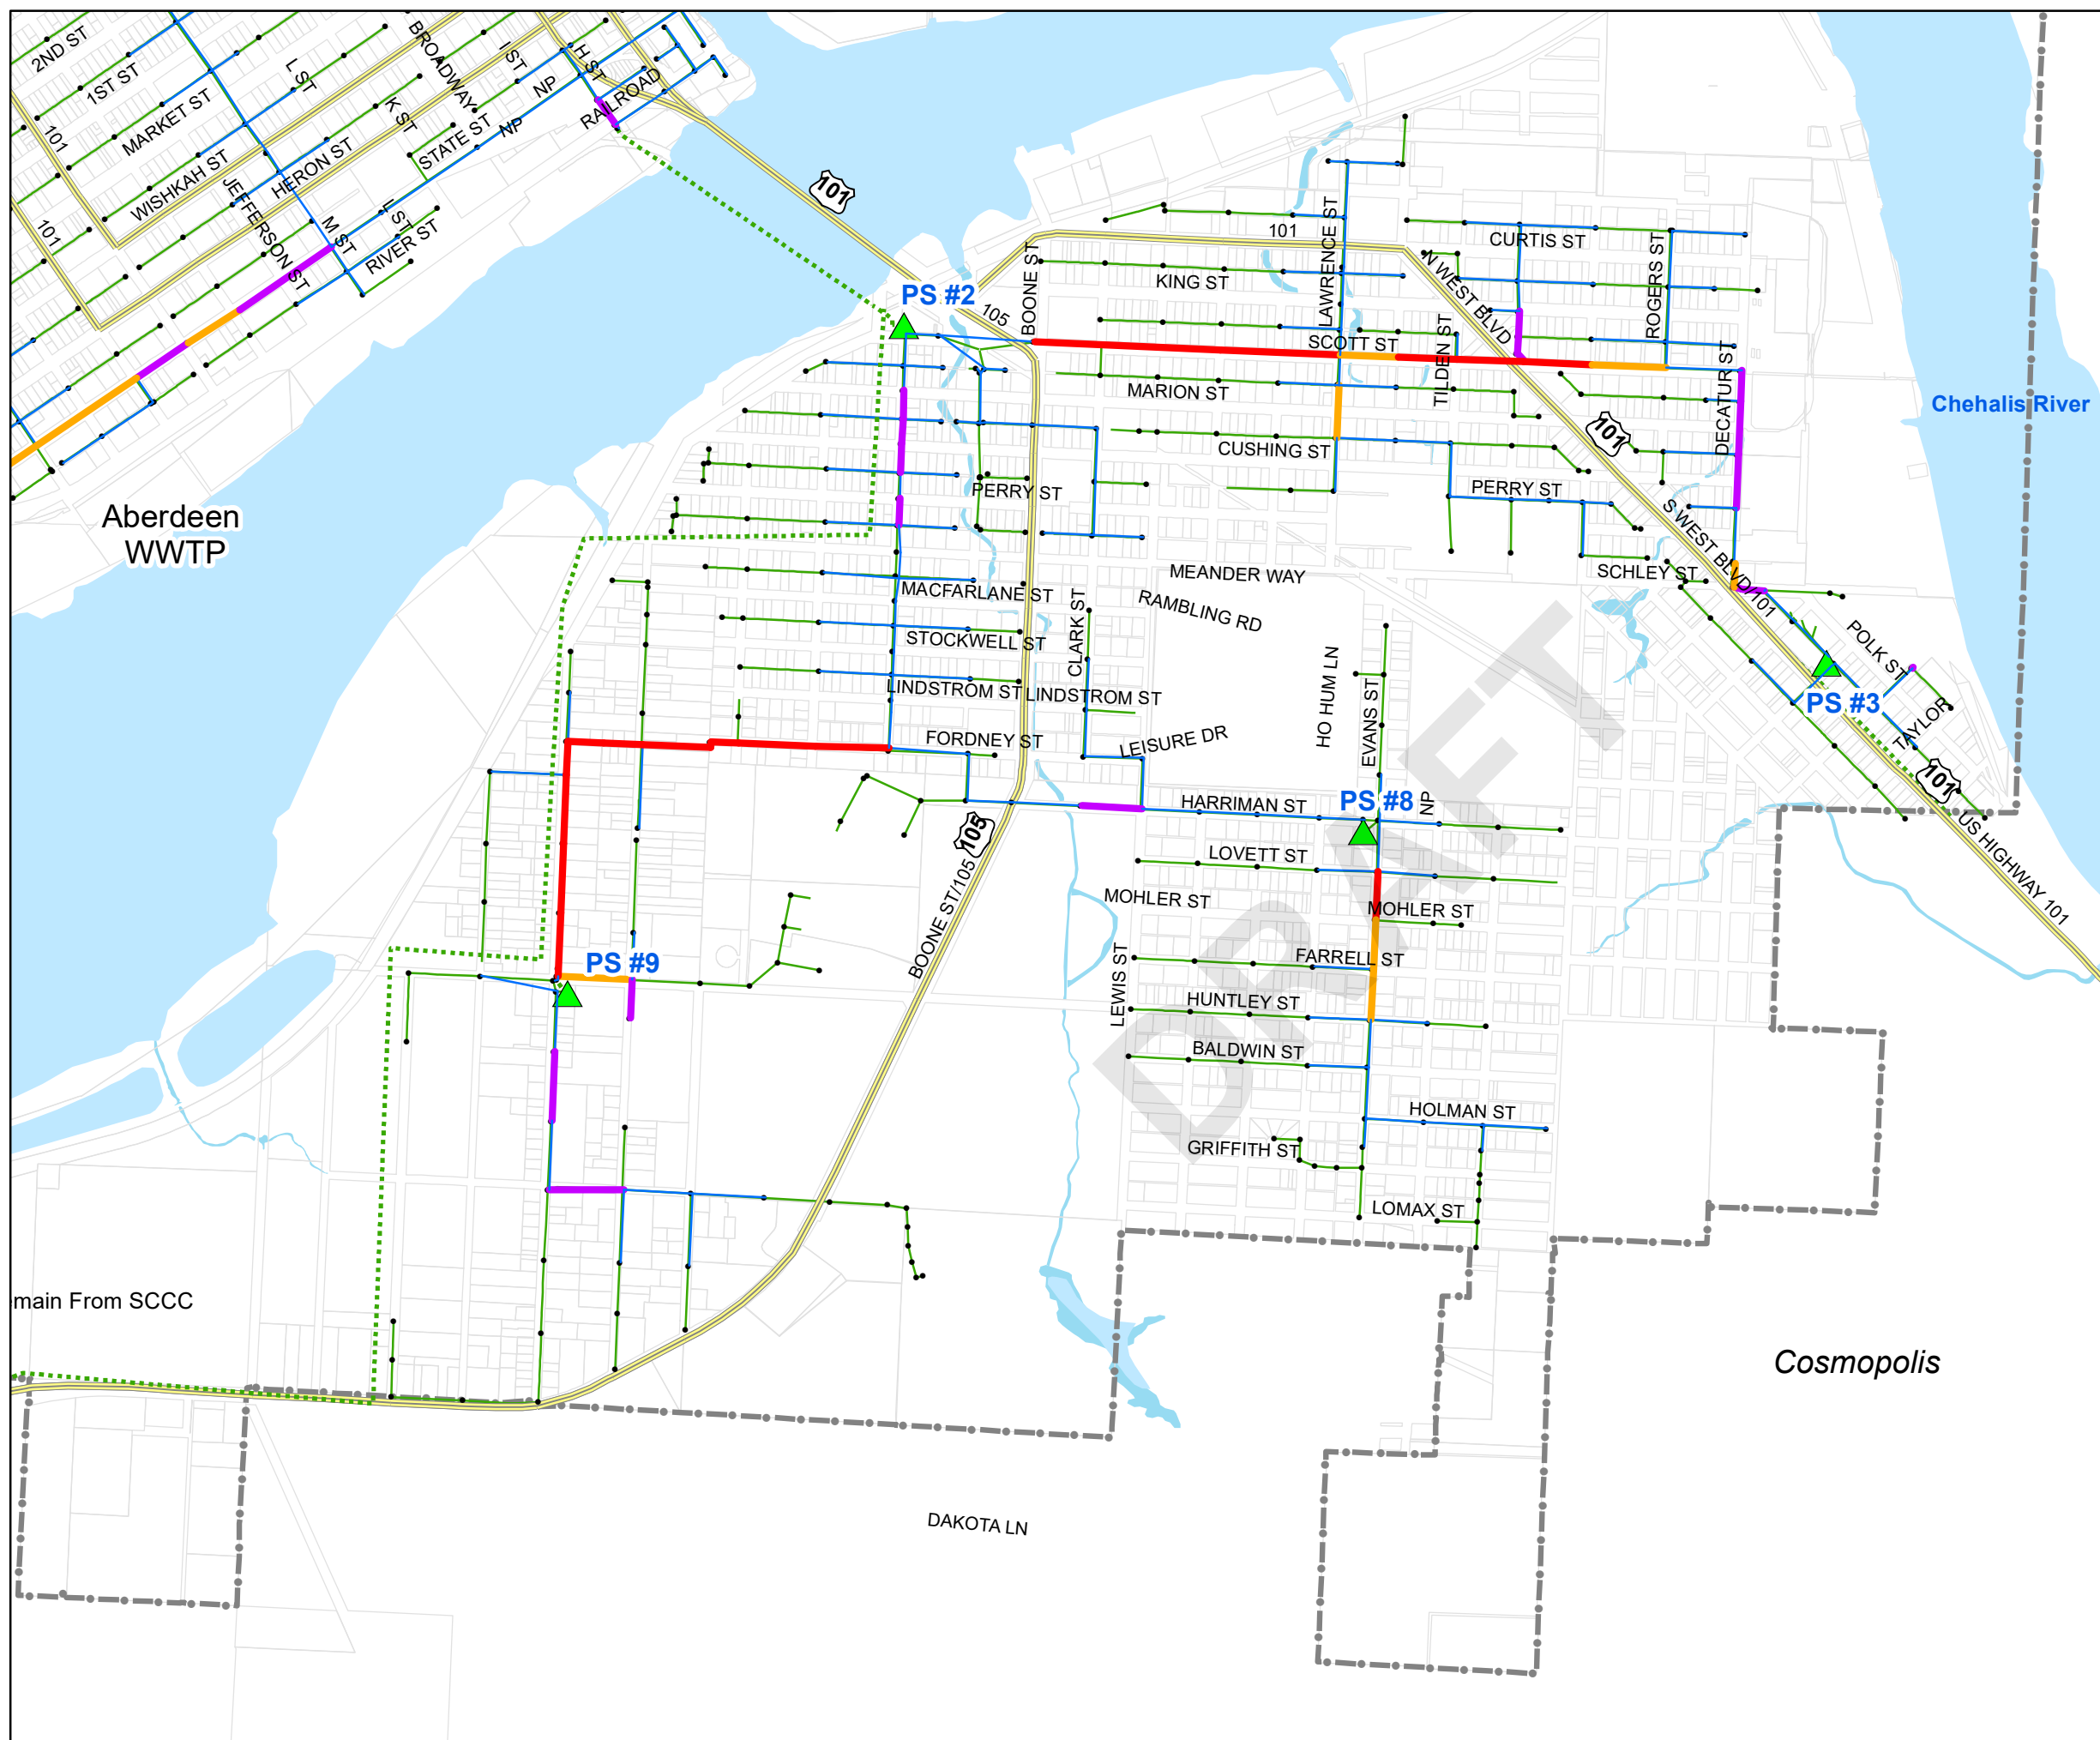 2ND ST
1ST ST
MARKET ST
WISHKAH ST
L ST
BROADWAY
K ST
I ST
H ST
NP
RAILROAD
NP
STATE ST
HERON ST
JEFFERSON ST
M ST
L ST
RIVER ST
101
101
101
PS #2
105
BOONE ST
101
KING ST
LAWRENCE ST
N WEST BLVD
CURTIS ST
ROGERS ST
SCOTT ST
TILDEN ST
MARION ST
DECATUR ST
CUSHING ST
101
PERRY ST
PERRY ST
Chehalis River
Aberdeen
WWTP
S WEST BLVD/101
SCHLEY ST
MEANDER WAY
MACFARLANE ST
RAMBLING RD
STOCKWELL ST
CLARK ST
LINDSTROM ST
LINDSTROM ST
HO HUM LN
EVANS ST
POLK ST
PS #3
TAYLOR
101
FORDNEY ST
LEISURE DR
HARRIMAN ST
PS #8
NP
105
US HIGHWAY 101
LOVETT ST
MOHLER ST
MOHLER ST
BOONE ST/105
PS #9
LEWIS ST
FARRELL ST
HUNTLEY ST
BALDWIN ST
HOLMAN ST
GRIFFITH ST
LOMAX ST
DRAFT
main From SCCC
Cosmopolis
DAKOTA LN